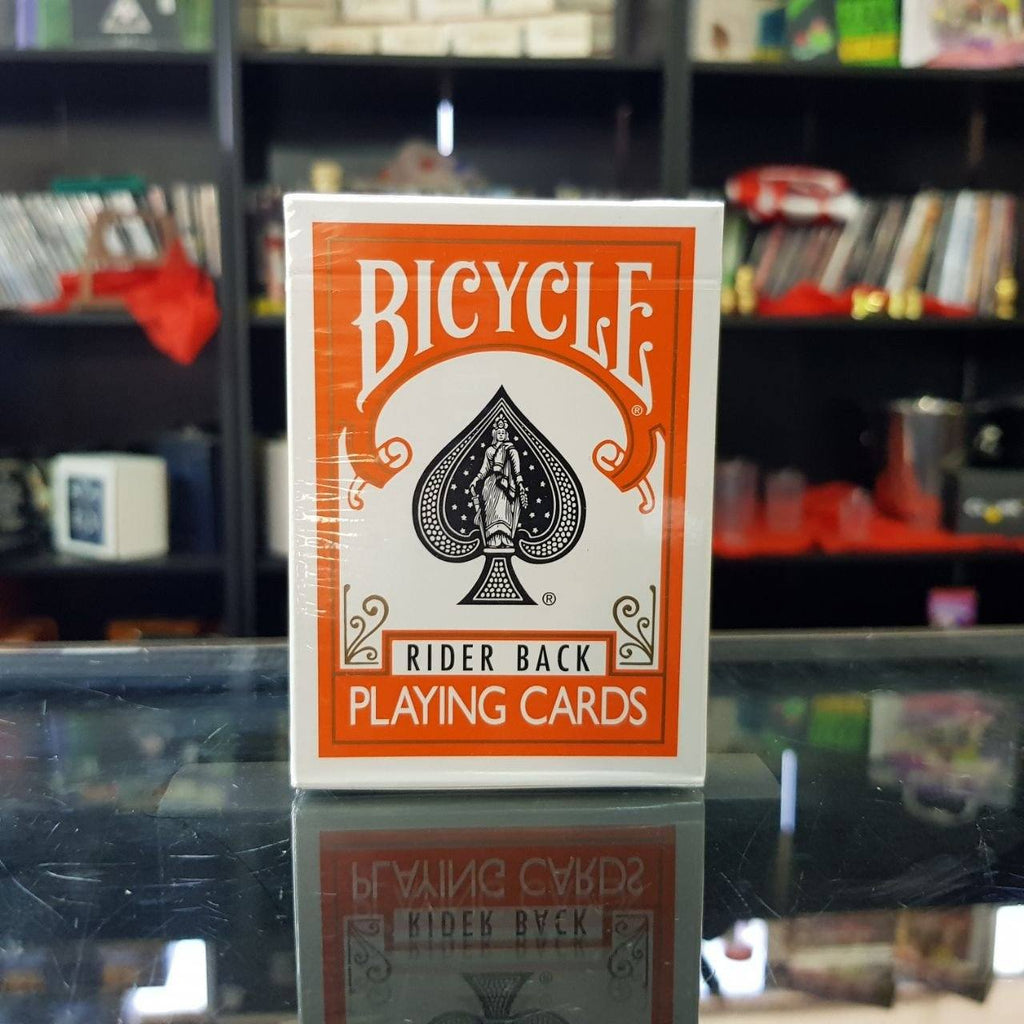 BICYCLE
®
®
RIDER BACK
PLAYING CARDS